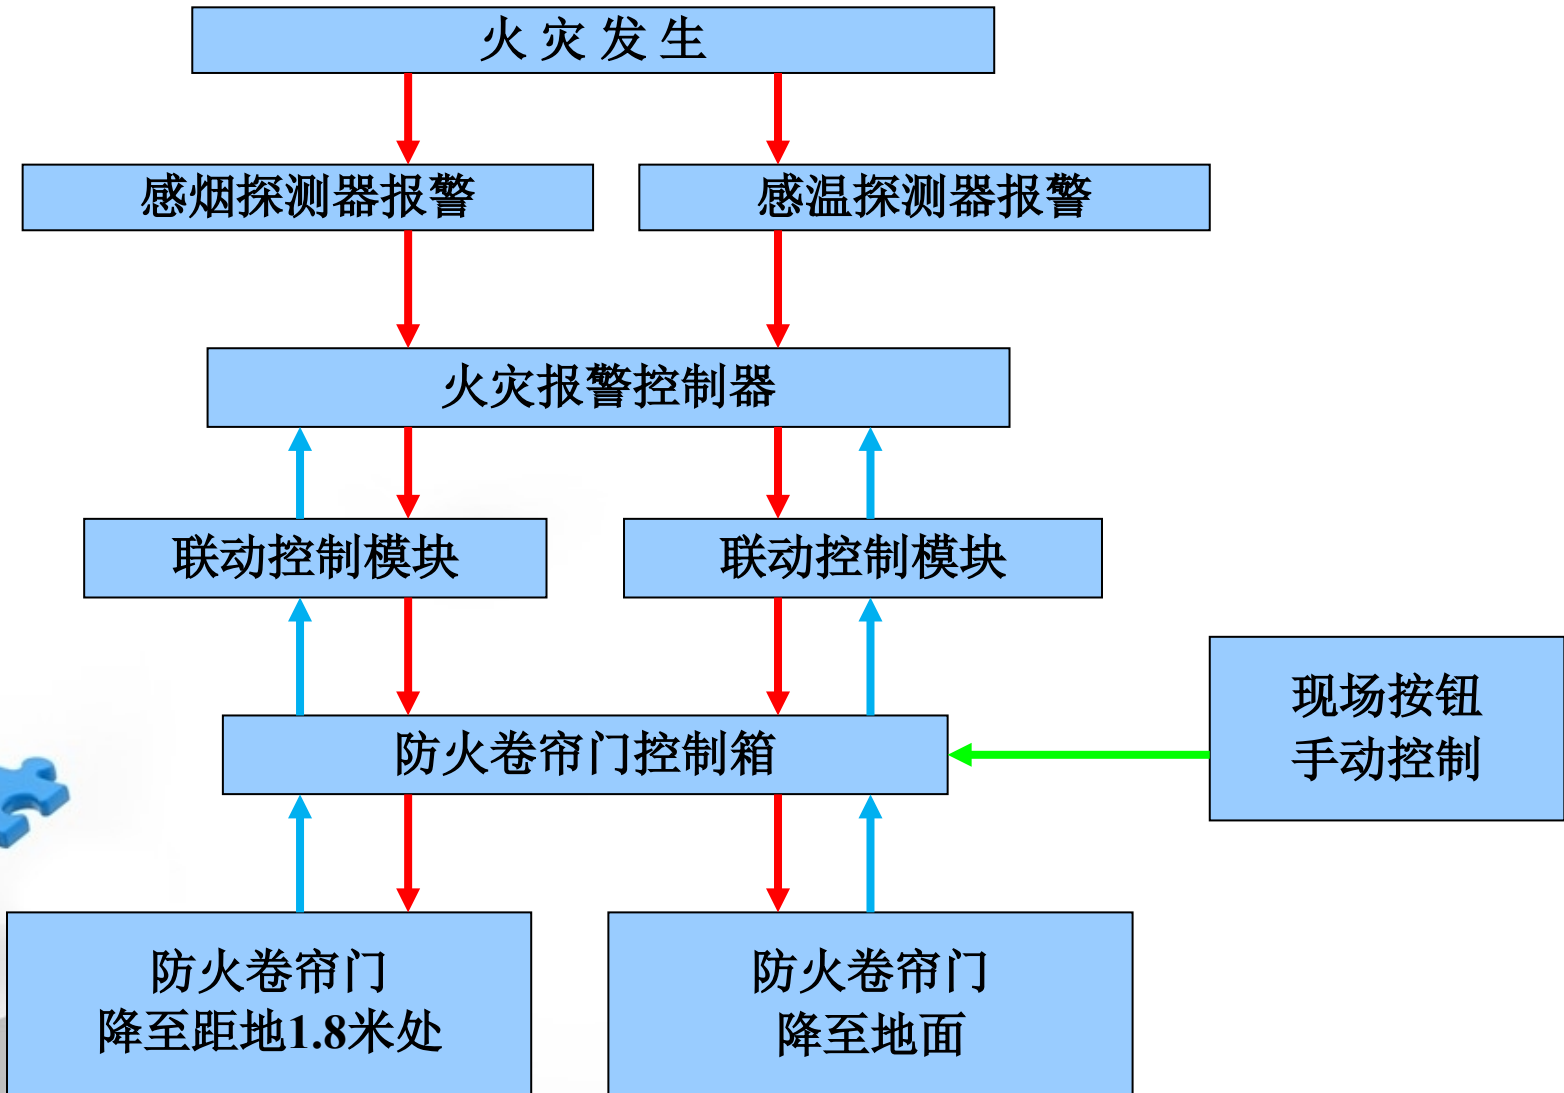 火 灾 发 生
感烟探测器报警
感温探测器报警
火灾报警控制器
联动控制模块
联动控制模块
现场按钮
手动控制
防火卷帘门控制箱
防火卷帘门
降至距地1.8米处
防火卷帘门
降至地面